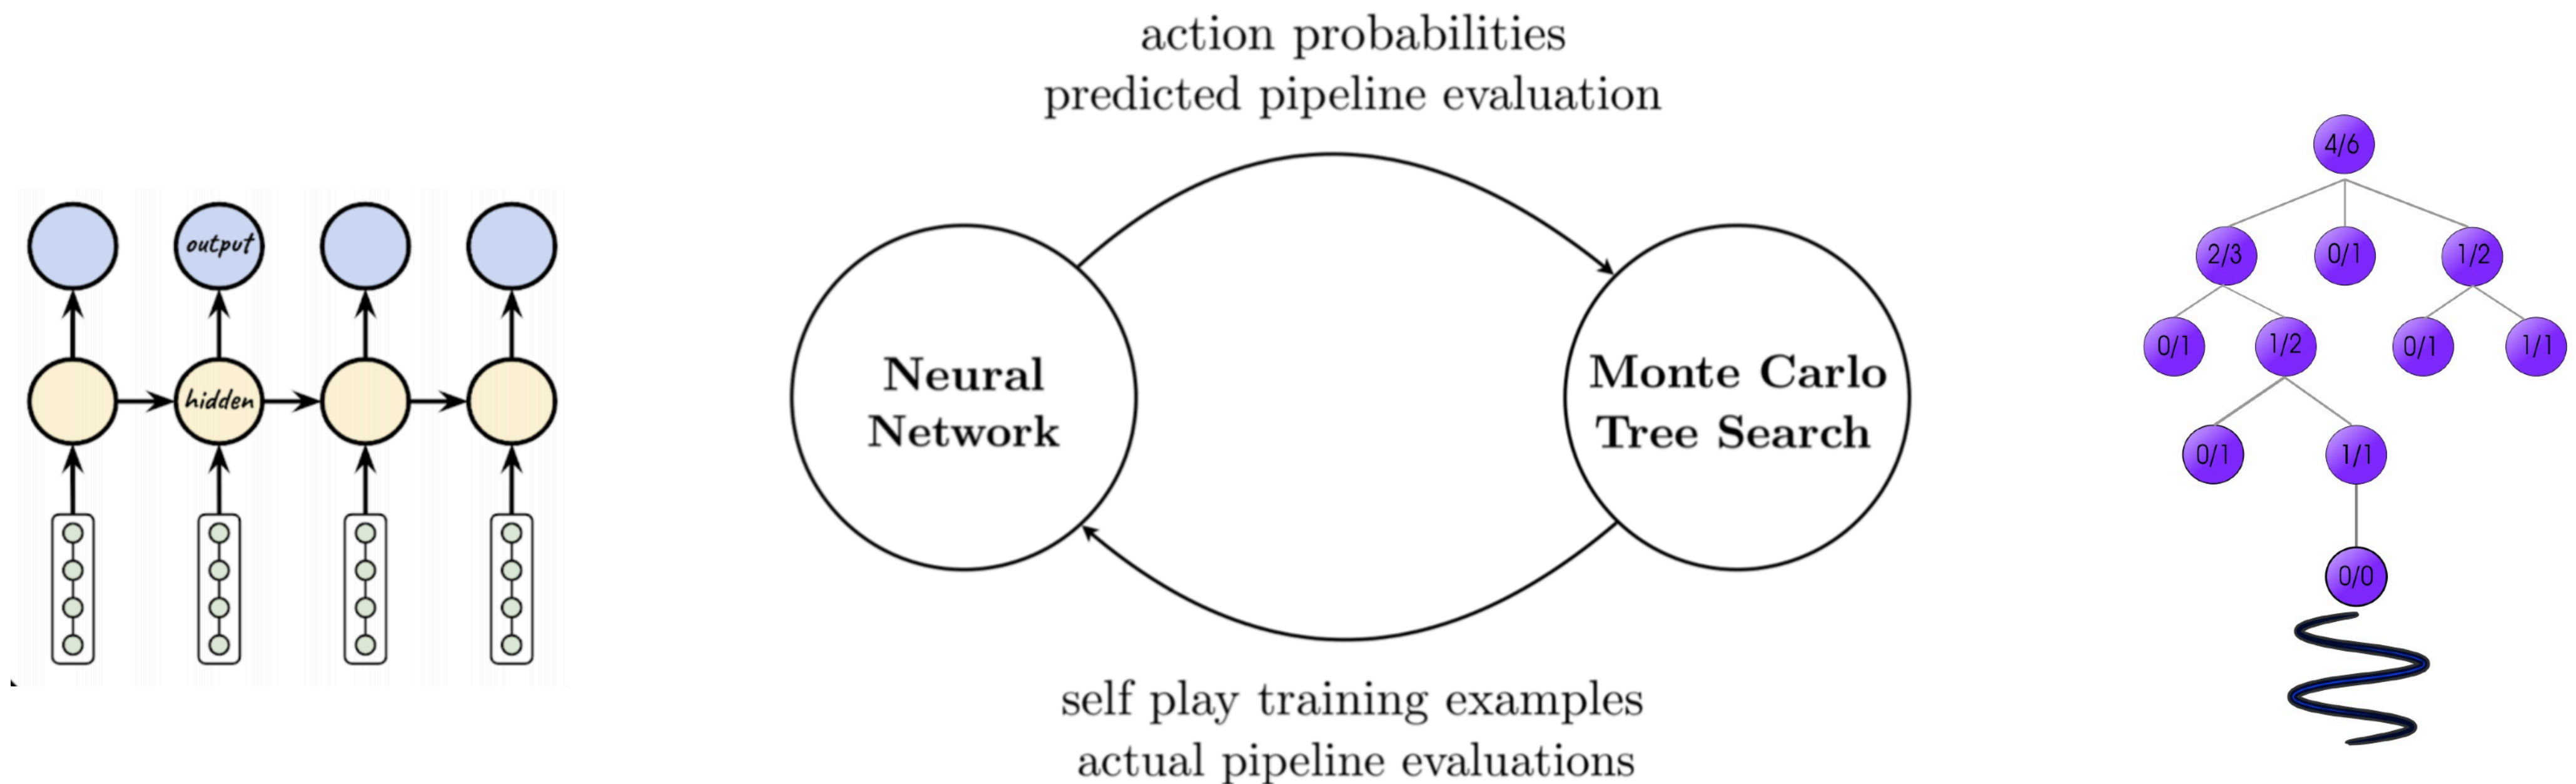 action probabilities
predicted pipeline evaluation
output
hidden
Neural
Network
Monte Carlo
Tree Search
self play training examples
actual pipeline evaluations
4/6
2/3 0/1 1/2
0/1 1/2 0/1 1/1
0/1 1/1
0/0